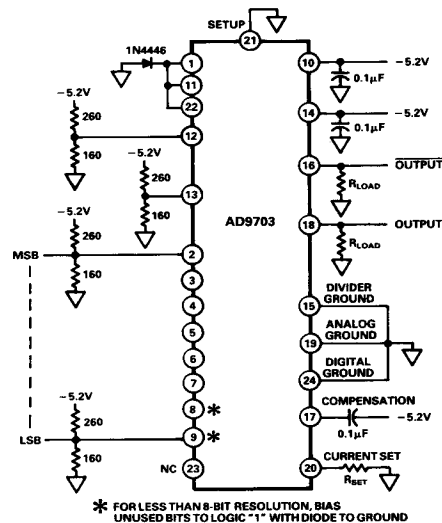 SETUP
21
1N4446
1
11
22
10
-5.2V
0.1μF
-5.2V
260
160
12
14
-5.2V
0.1μF
-5.2V
260
160
13
16
OUTPUT
RLOAD
AD9703
-5.2V
260
MSB
160
2
18
OUTPUT
RLOAD
3
4
5
6
7
8 *
9 *
DIVIDER
GROUND
15
ANALOG
GROUND
19
DIGITAL
GROUND
24
COMPENSATION
17
0.1μF
-5.2V
-5.2V
260
LSB
160
NC
23
CURRENT SET
20
RSET
* FOR LESS THAN 8-BIT RESOLUTION, BIAS
UNUSED BITS TO LOGIC "1" WITH DIODE TO GROUND